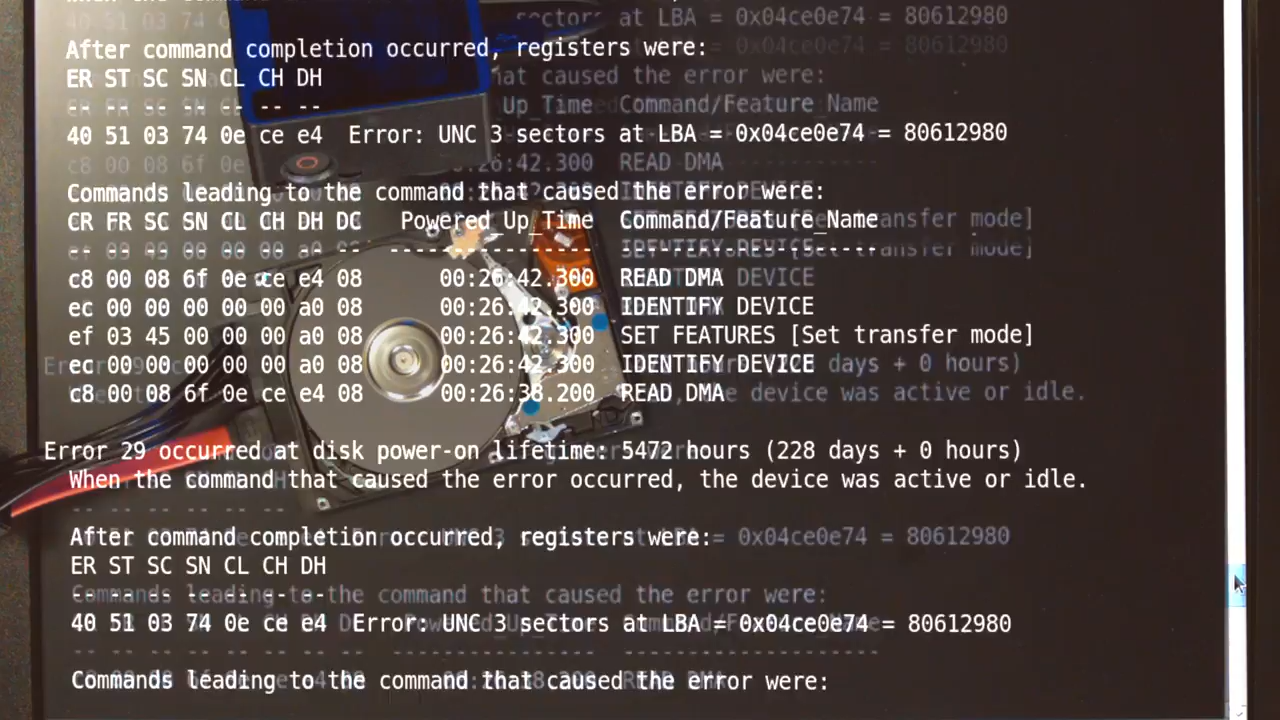 After command completion occurred, registers were:
ER ST SC SN CL CH DH
-- -- -- -- -- -- --
40 51 03 74 0e ce e4  Error: UNC 3 sectors at LBA = 0x04ce0e74 = 80612980
Commands leading to the command that caused the error were:
CR FR SC SN CL CH DH DC   Powered_Up_Time  Command/Feature_Name
-- -- -- -- -- -- -- --  ----------------  --------------------
c8 00 08 6f 0e ce e4 08      00:26:42.300  READ DMA
ec 00 00 00 00 00 a0 08      00:26:42.300  IDENTIFY DEVICE
ef 03 45 00 00 00 a0 08      00:26:42.300  SET FEATURES [Set transfer mode]
ec 00 00 00 00 00 a0 08      00:26:42.300  IDENTIFY DEVICE
c8 00 08 6f 0e ce e4 08      00:26:38.200  READ DMA
Error 29 occurred at disk power-on lifetime: 5472 hours (228 days + 0 hours)
When the command that caused the error occurred, the device was active or idle.
After command completion occurred, registers were:
ER ST SC SN CL CH DH
-- -- -- -- -- -- --
40 51 03 74 0e ce e4  Error: UNC 3 sectors at LBA = 0x04ce0e74 = 80612980
Commands leading to the command that caused the error were: